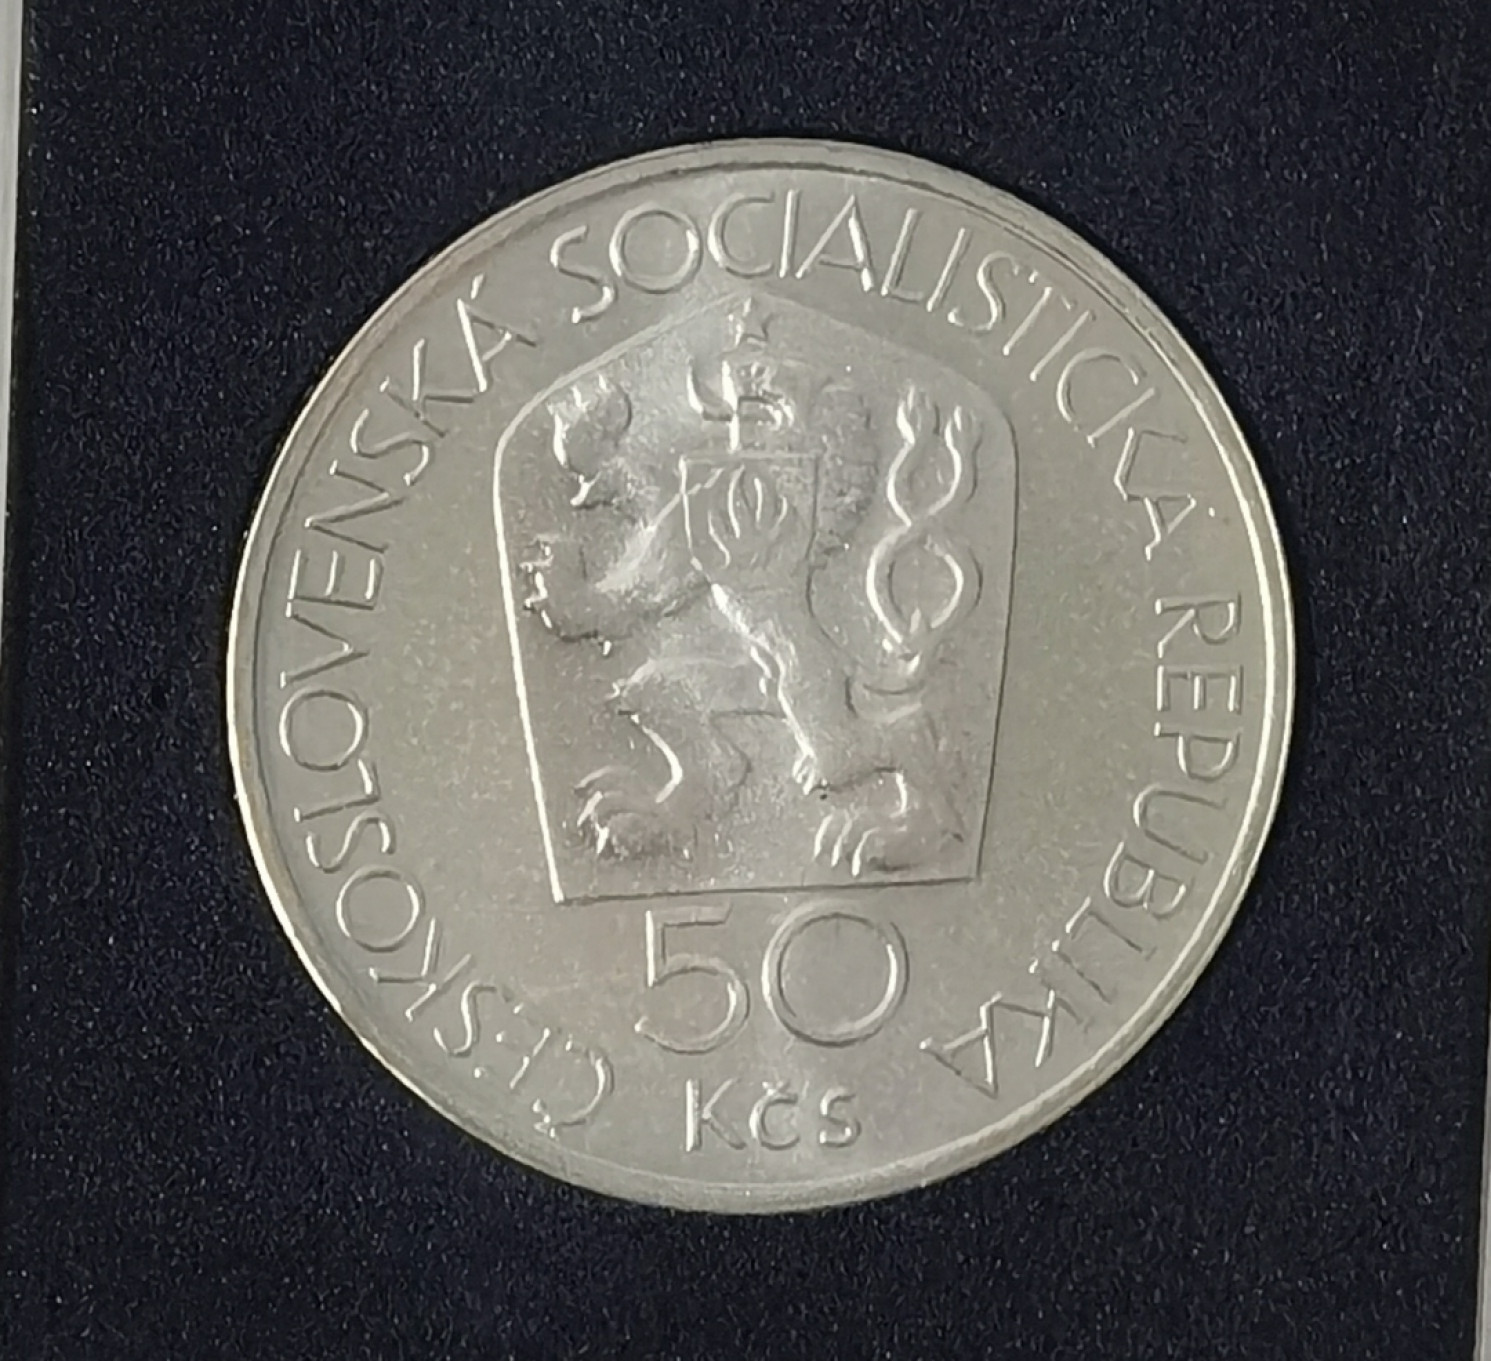 ČESKOSLOVENSKÁ SOCIALISTICKÁ REPUBLIKA
50
Kčs